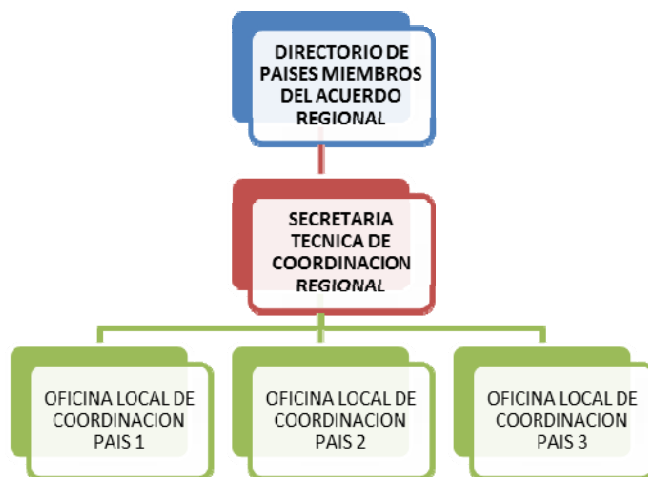 DIRECTORIO DE
PAISES MIEMBROS
DEL ACUERDO
REGIONAL
SECRETARIA
TECNICA DE
COORDINACION
REGIONAL
OFICINA LOCAL DE
COORDINACION
PAIS 1
OFICINA LOCAL DE
COORDINACION
PAIS 2
OFICINA LOCAL DE
COORDINACION
PAIS 3